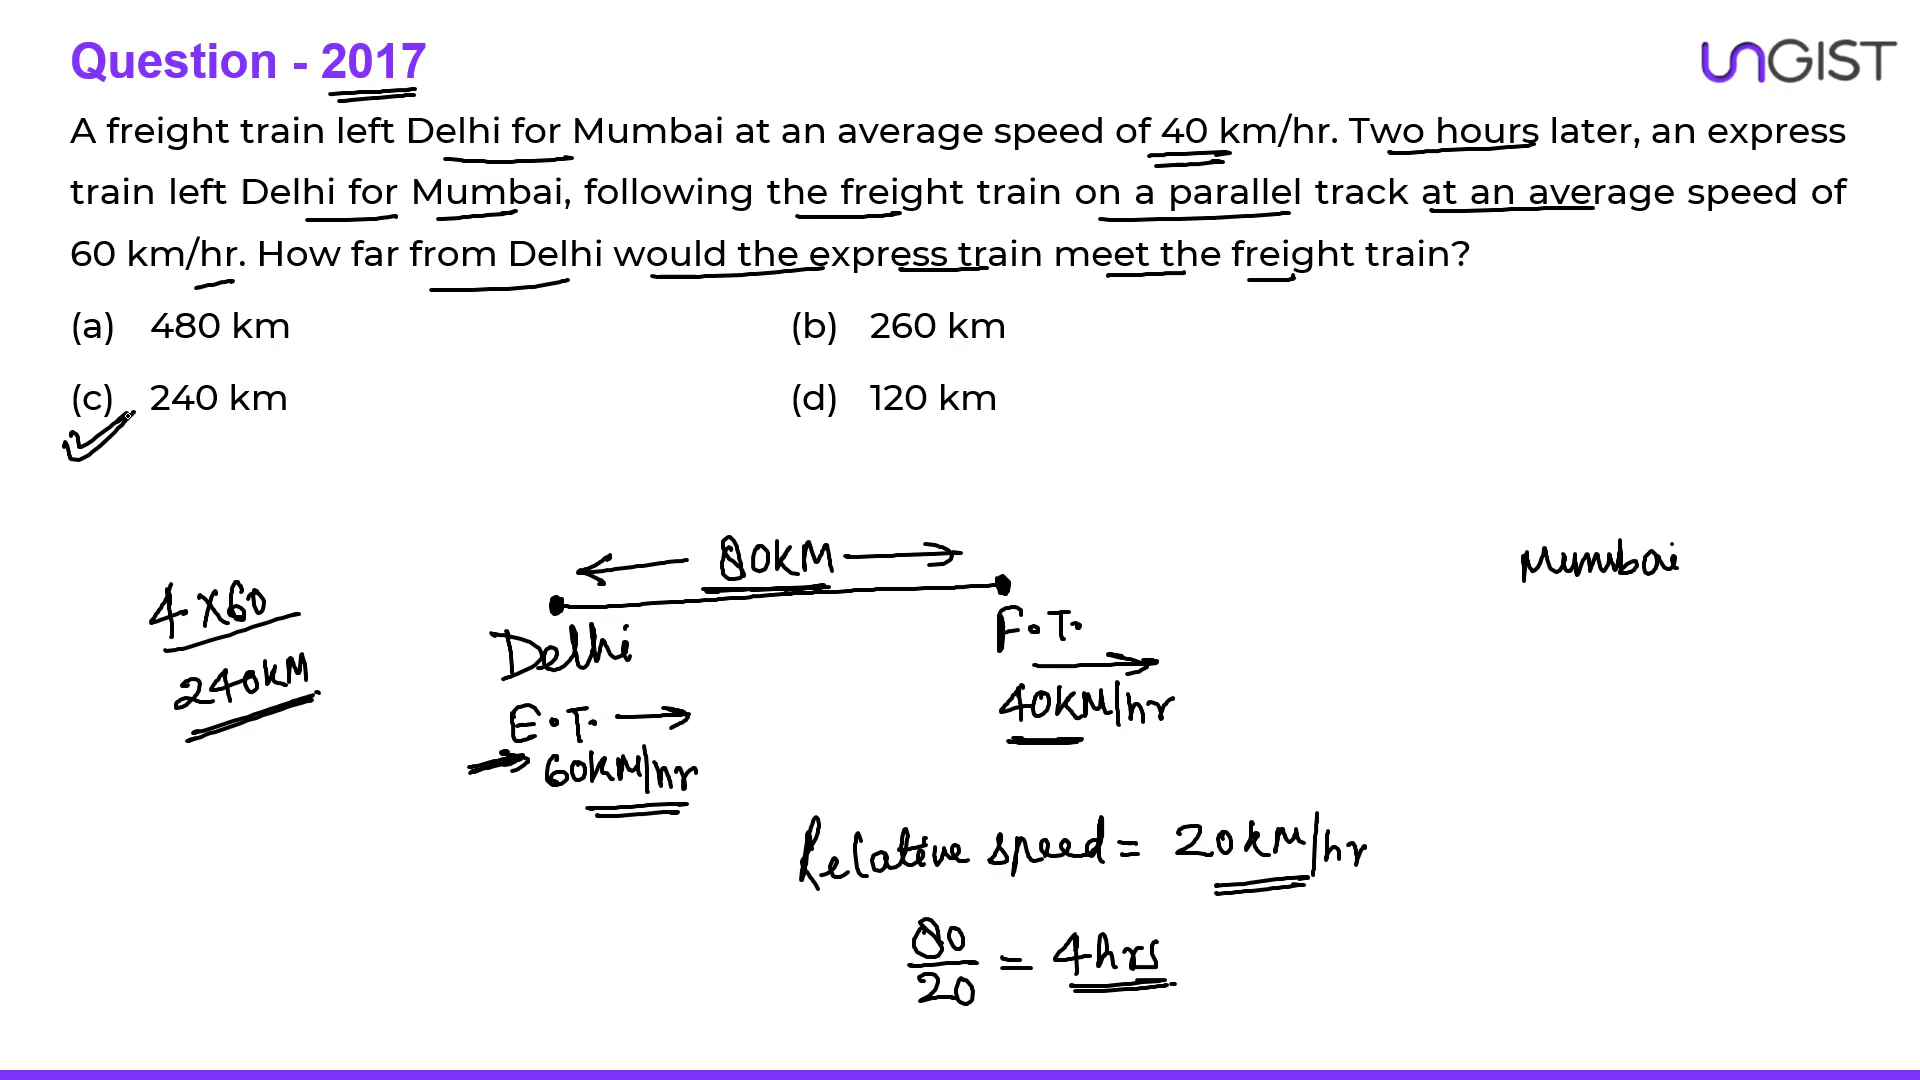 Question - 2017
UNGIST
A freight train left Delhi for Mumbai at an average speed of 40 km/hr. Two hours later, an express
train left Delhi for Mumbai, following the freight train on a parallel track at an average speed of
60 km/hr. How far from Delhi would the express train meet the freight train?
(a) 480 km
(b) 260 km
(c) 240 km
(d) 120 km
80KM
Mumbai
4x60
240KM
Delhi
F.T.
40KM/hr
E.T.
60KM/hr
Relative speed = 20KM/hr
80
20
= 4hrs